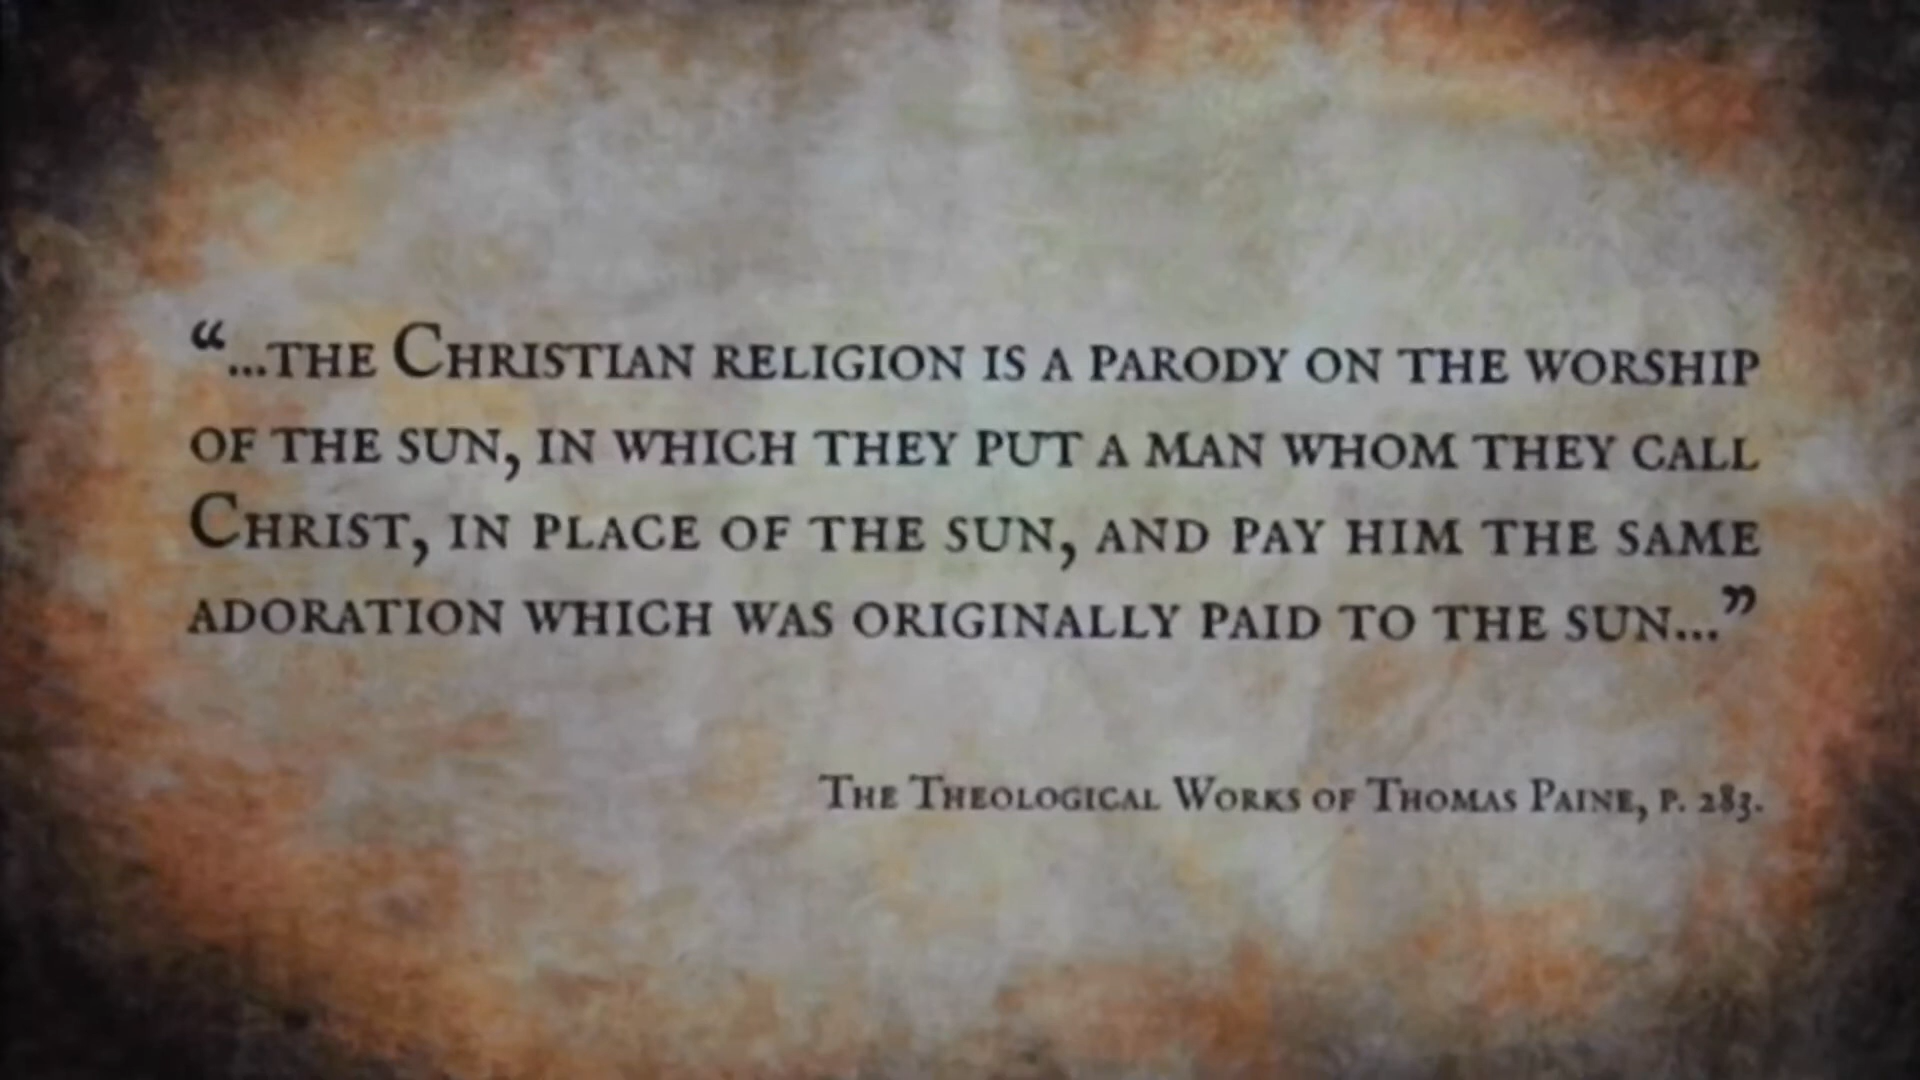 “...the Christian religion is a parody on the worship
of the sun, in which they put a man whom they call
Christ, in place of the sun, and pay him the same
adoration which was originally paid to the sun...”
The Theological Works of Thomas Paine, p. 283.